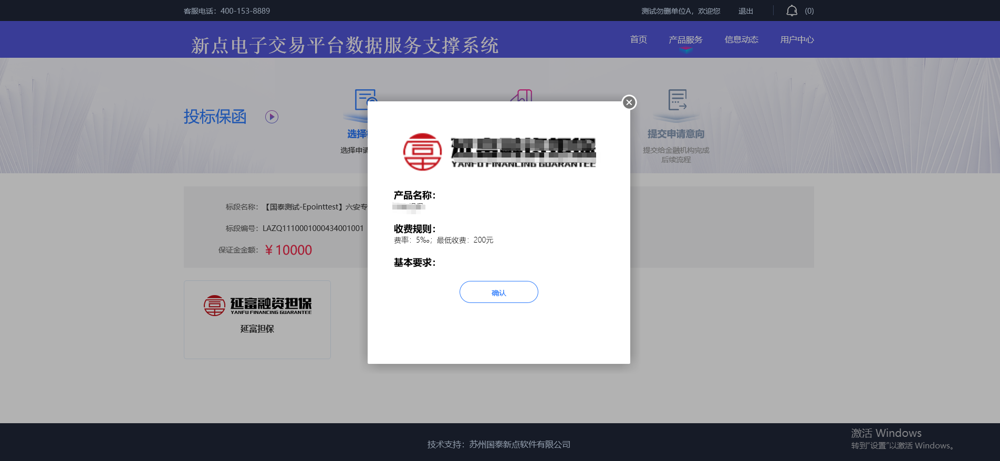 客服电话：400-153-8889
测试勿删单位A，欢迎您
退出
(0)
新点电子交易平台数据服务支撑系统
首页
产品服务
信息动态
用户中心
投标保函
选择
选择申请
提交申请意向
提交给金融机构完成
后续流程
YANFU FINANCING GUARANTEE
产品名称：
收费规则：
费率：5‰；最低收费：200元
基本要求：
确认
标段名称：【国泰测试-Epointtest】六安专
标段编号：LAZQ1110001000434001001
保证金金额：￥10000
延富融资担保
YANFU FINANCING GUARANTEE
延富担保
技术支持：苏州国泰新点软件有限公司
激活 Windows
转到“设置”以激活 Windows。